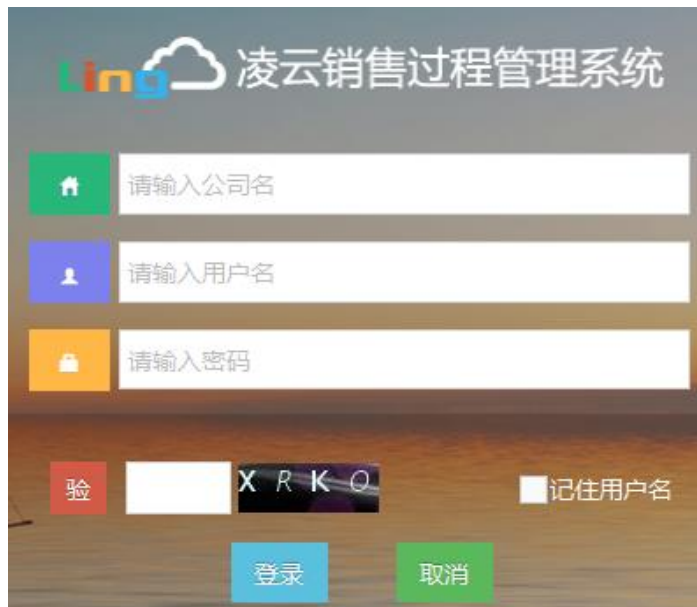 Ling 凌云销售过程管理系统
请输入公司名
请输入用户名
请输入密码
验 XRKO 记住用户名
登录 取消